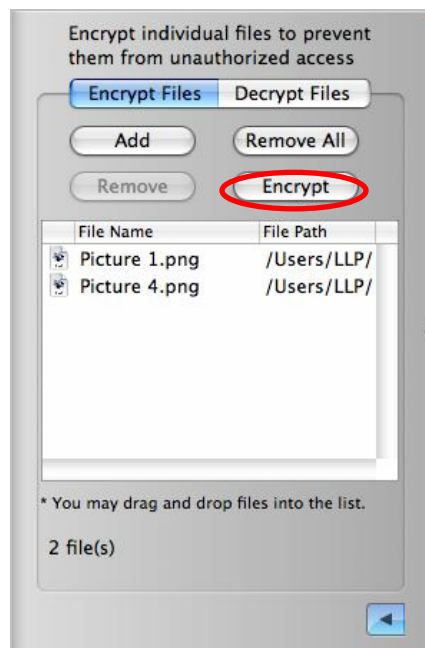 Encrypt individual files to prevent
them from unauthorized access
Encrypt Files Decrypt Files
Add Remove All
Remove Encrypt
File Name File Path
Picture 1.png /Users/LLP/
Picture 4.png /Users/LLP/
* You may drag and drop files into the list.
2 file(s)